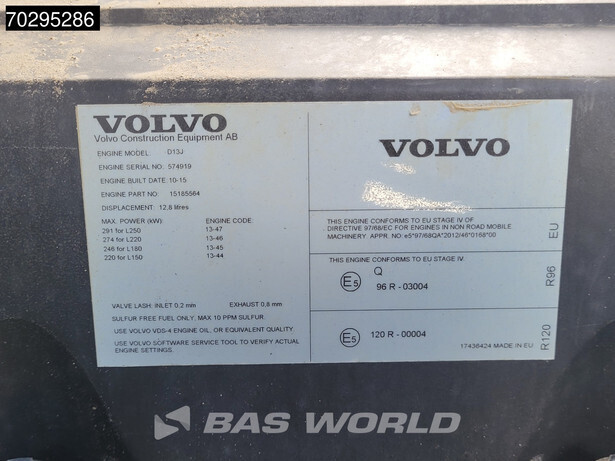 70295286
VOLVO
Volvo Construction Equipment AB
ENGINE MODEL: D13J
ENGINE SERIAL NO: 574919
ENGINE BUILT DATE: 10-15
ENGINE PART NO: 15185564
DISPLACEMENT: 12,8 litres
MAX. POWER (kW): ENGINE CODE:
291 for L250 13-47
274 for L220 13-46
246 for L180 13-45
220 for L150 13-44
VALVE LASH: INLET 0.2 mm EXHAUST 0.8 mm
SULFUR FREE FUEL ONLY: MAX 10 PPM SULFUR.
USE VOLVO VDS-4 ENGINE OIL, OR EQUIVALENT QUALITY
USE VOLVO SOFTWARE SERVICE TOOL TO VERIFY ACTUAL
ENGINE SETTINGS.
VOLVO
THIS ENGINE CONFORMS TO EU STAGE IV OF
DIRECTIVE 97/68/EC FOR ENGINES IN NON ROAD MOBILE
MACHINERY. APPR. NO: e5*97/68QA*2012/46*0168*00
EU
THIS ENGINE CONFORMS TO EU STAGE IV
Q
E5 96 R - 03004
R96
E5 120 R - 00004
R120
17436424 MADE IN EU
BAS WORLD